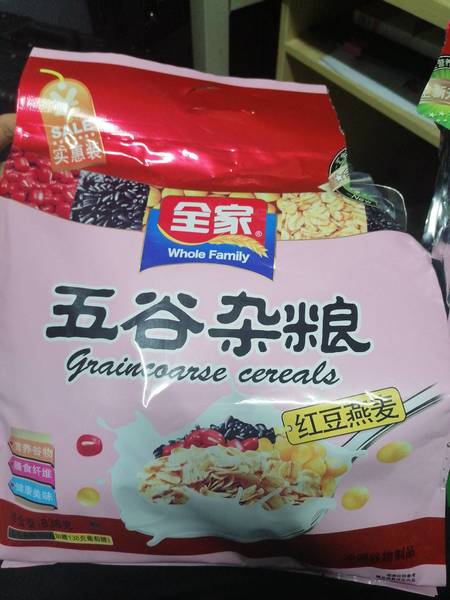 SALE
实惠装
全家®
Whole Family
五谷杂粮
Graincoarse cereals
红豆燕麦
营养谷物
膳食纤维
健康美味